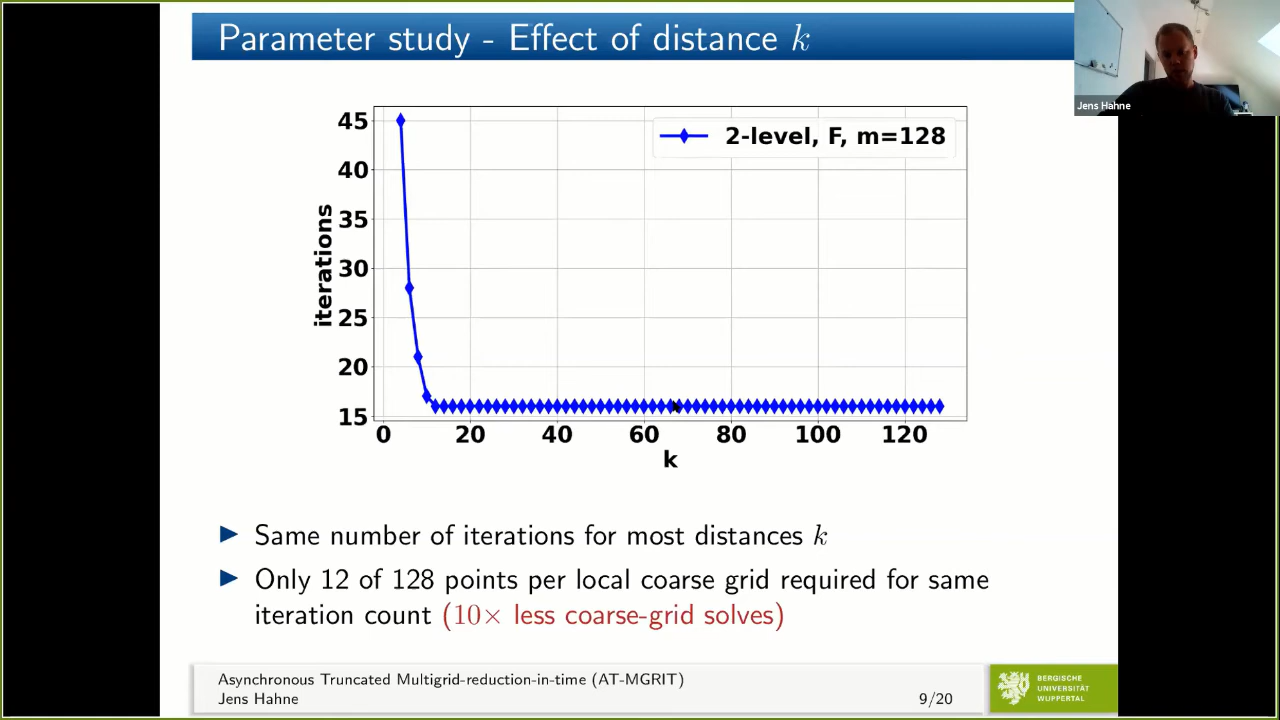 Parameter study - Effect of distance k
Jens Hahne
45
40
35
30
25
20
15
iterations
2-level, F, m=128
0 20 40 60 80 100 120
k
▶ Same number of iterations for most distances k
▶ Only 12 of 128 points per local coarse grid required for same
iteration count (10× less coarse-grid solves)
Asynchronous Truncated Multigrid-reduction-in-time (AT-MGRIT)
Jens Hahne
9/20
BERGISCHE
UNIVERSITÄT
WUPPERTAL